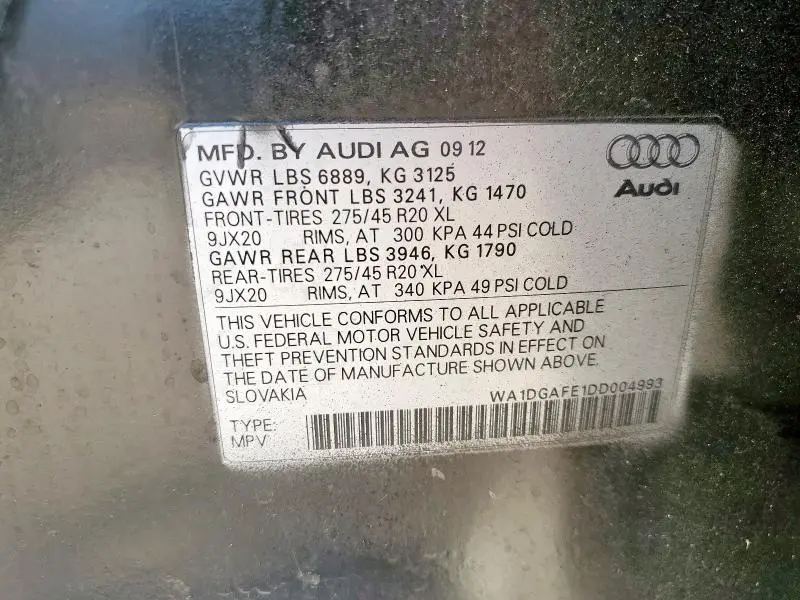 MFD. BY AUDI AG 09 12
GVWR LBS 6889, KG 3125
GAWR FRONT LBS 3241, KG 1470
FRONT-TIRES 275/45 R20 XL
9JX20 RIMS, AT 300 KPA 44 PSI COLD
GAWR REAR LBS 3946, KG 1790
REAR-TIRES 275/45 R20 XL
9JX20 RIMS, AT 340 KPA 49 PSI COLD
Audi
THIS VEHICLE CONFORMS TO ALL APPLICABLE
U.S. FEDERAL MOTOR VEHICLE SAFETY AND
THEFT PREVENTION STANDARDS IN EFFECT ON
THE DATE OF MANUFACTURE SHOWN ABOVE.
SLOVAKIA WA1DGAFE1DD004993
TYPE:
MPV